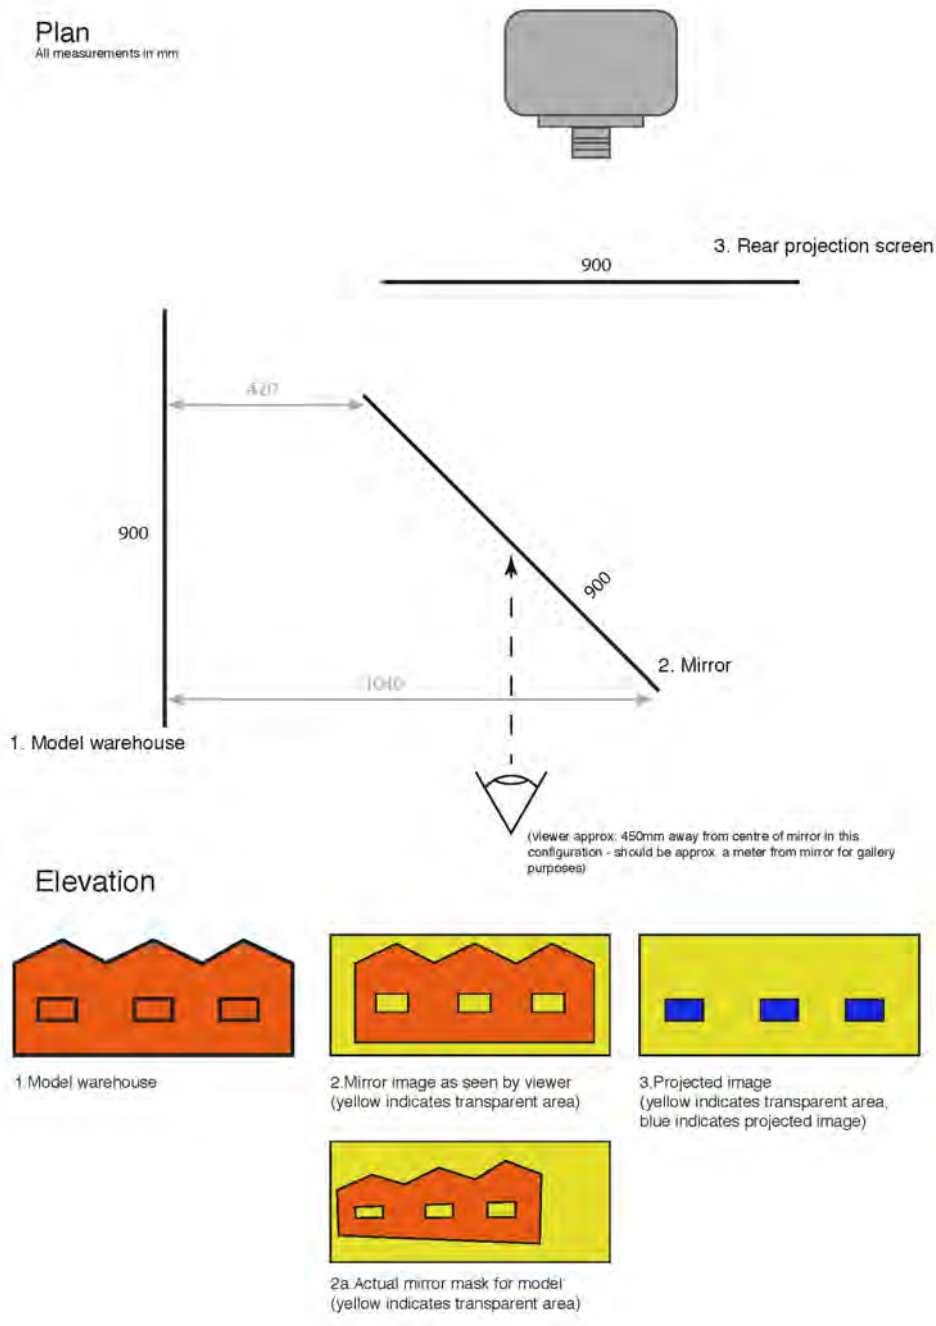 Plan
All measurements in mm
3. Rear projection screen
900
420
900
900
2. Mirror
1040
1. Model warehouse
(viewer approx. 450mm away from centre of mirror in this
configuration - should be approx. a meter from mirror for gallery
purposes)
Elevation
1.Model warehouse
2.Mirror image as seen by viewer
(yellow indicates transparent area)
3.Projected image
(yellow indicates transparent area,
blue indicates projected image)
2a.Actual mirror mask for model
(yellow indicates transparent area)